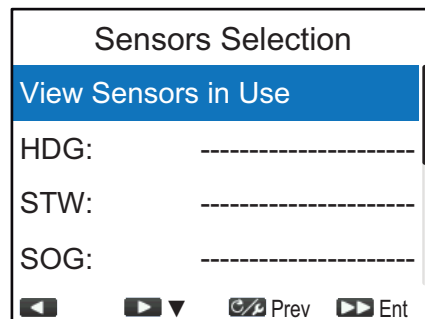 Sensors Selection
View Sensors in Use
HDG: ----------------------
STW: ----------------------
SOG: ----------------------
Prev Ent